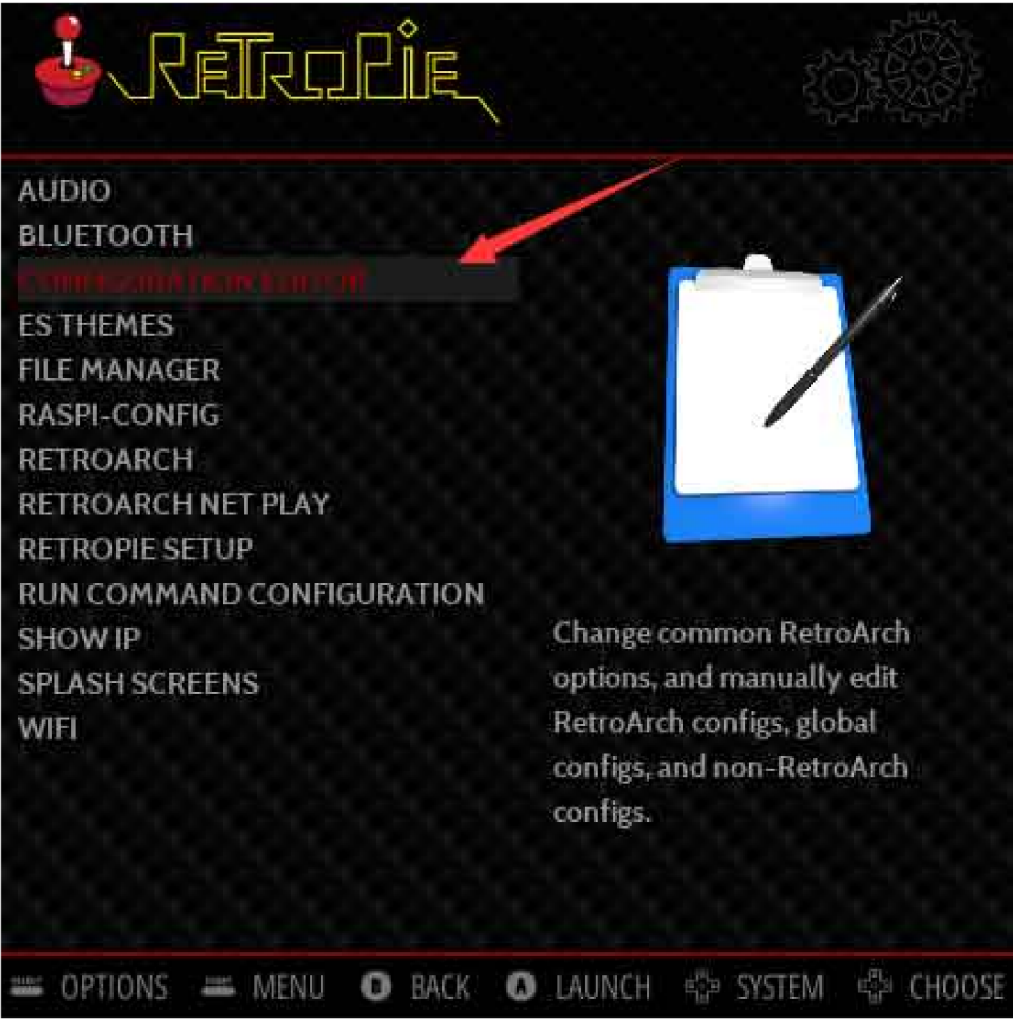 RETROPIE
AUDIO
BLUETOOTH
CONFIGURATION EDITOR
ES THEMES
FILE MANAGER
RASPI-CONFIG
RETROARCH
RETROARCH NET PLAY
RETROPIE SETUP
RUN COMMAND CONFIGURATION
SHOW IP
SPLASH SCREENS
WIFI
Change common RetroArch
options, and manually edit
RetroArch configs, global
configs, and non-RetroArch
configs.
OPTIONS MENU B BACK A LAUNCH SYSTEM CHOOSE